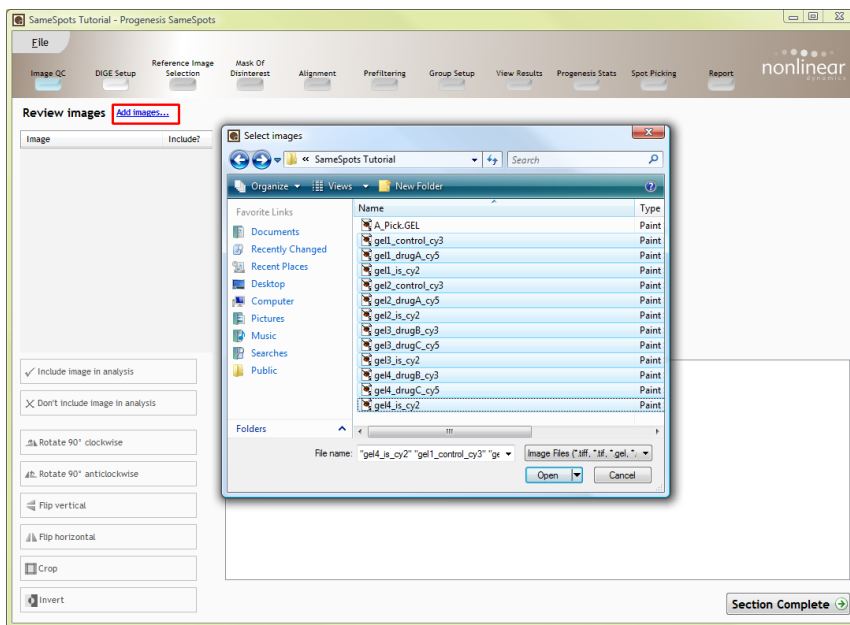 SameSpots Tutorial - Progenesis SameSpots
File
Image QC
DIGE Setup
Reference Image Selection
Mask Of Disinterest
Alignment
Prefiltering
Group Setup
View Results
Progenesis Stats
Spot Picking
Report
nonlinear
dynamics
Review images Add images...
Image Include?
Select images
« SameSpots Tutorial
Search
Organize Views New Folder
Favorite Links
Documents
Recently Changed
Recent Places
Desktop
Computer
Pictures
Music
Searches
Public
Folders
Name Type
A_Pick.GEL Paint
gel1_control_cy3 Paint
gel1_drugA_cy5 Paint
gel1_is_cy2 Paint
gel2_control_cy3 Paint
gel2_drugA_cy5 Paint
gel2_is_cy2 Paint
gel3_drugB_cy3 Paint
gel3_drugC_cy5 Paint
gel3_is_cy2 Paint
gel4_drugB_cy3 Paint
gel4_drugC_cy5 Paint
gel4_is_cy2 Paint
File name: "gel4_is_cy2" "gel1_control_cy3" "ge
Image Files (*.tiff, *.tif, *.gel, *.
Open Cancel
Include image in analysis
Don't include image in analysis
Rotate 90° clockwise
Rotate 90° anticlockwise
Flip vertical
Flip horizontal
Crop
Invert
Section Complete